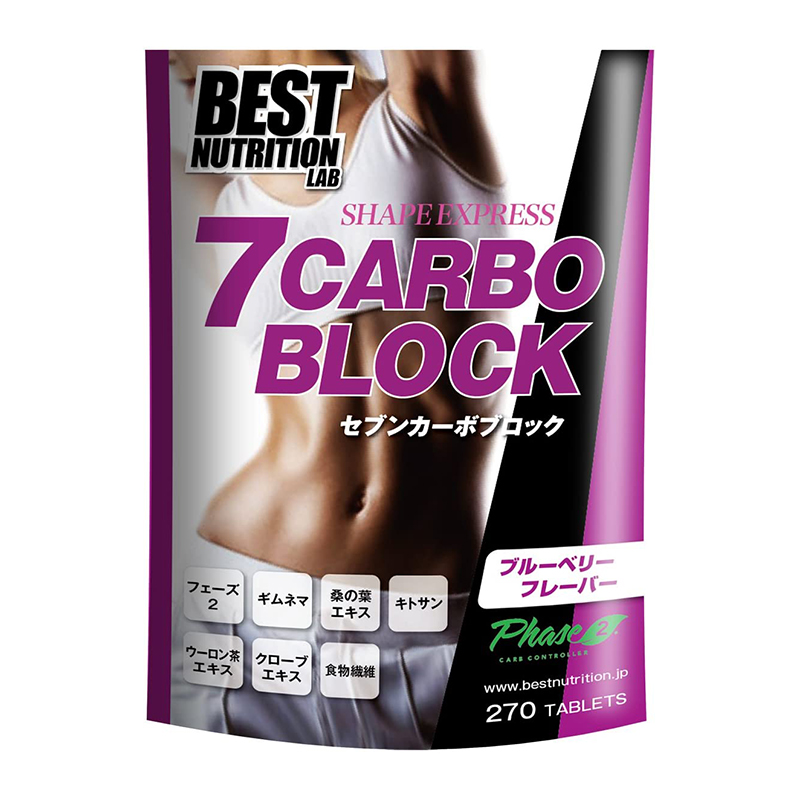 BEST
NUTRITION
LAB
SHAPE EXPRESS
7 CARBO
BLOCK
セブンカーボブロック
ブルーベリー
フレーバー
フェーズ
2
ギムネマ
桑の葉
エキス
キトサン
ウーロン茶
エキス
クローブ
エキス
食物繊維
Phase 2
CARB CONTROLLER
www.bestnutrition.jp
270 TABLETS